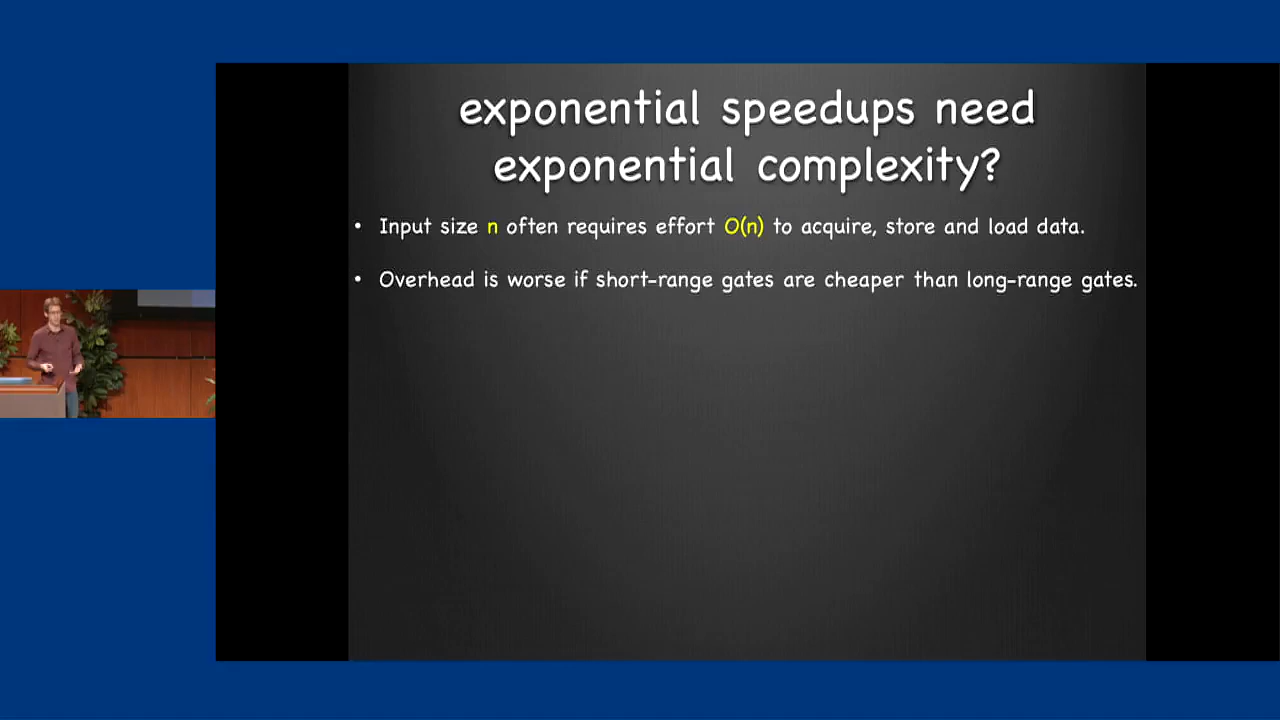 exponential speedups need
exponential complexity?
• Input size n often requires effort O(n) to acquire, store and load data.
• Overhead is worse if short-range gates are cheaper than long-range gates.